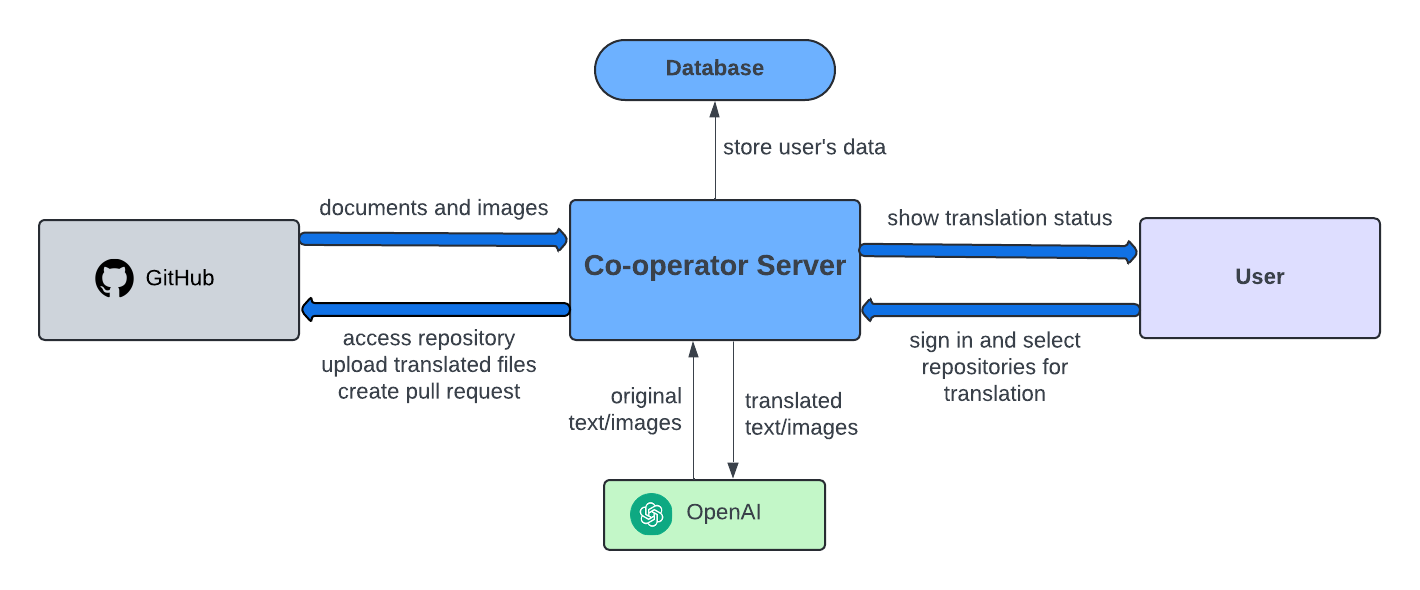 Database
store user's data
documents and images
show translation status
GitHub
Co-operator Server
User
access repository
upload translated files
create pull request
sign in and select
repositories for
translation
original
text/images
translated
text/images
OpenAI